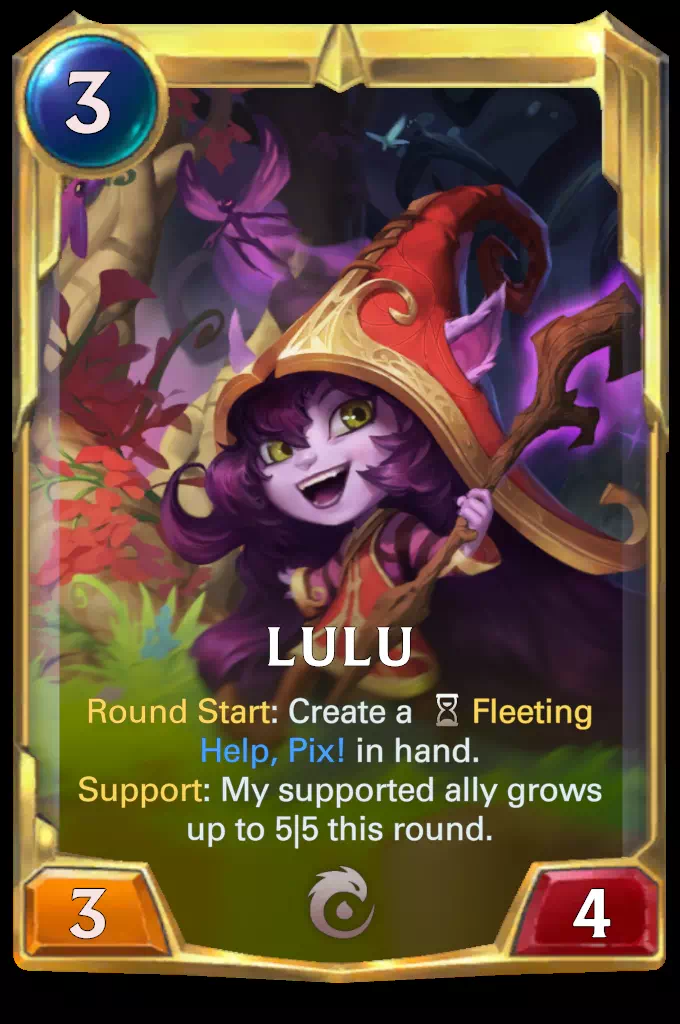 3
LULU
Round Start: Create a Fleeting
Help, Pix! in hand.
Support: My supported ally grows
up to 5|5 this round.
3
4